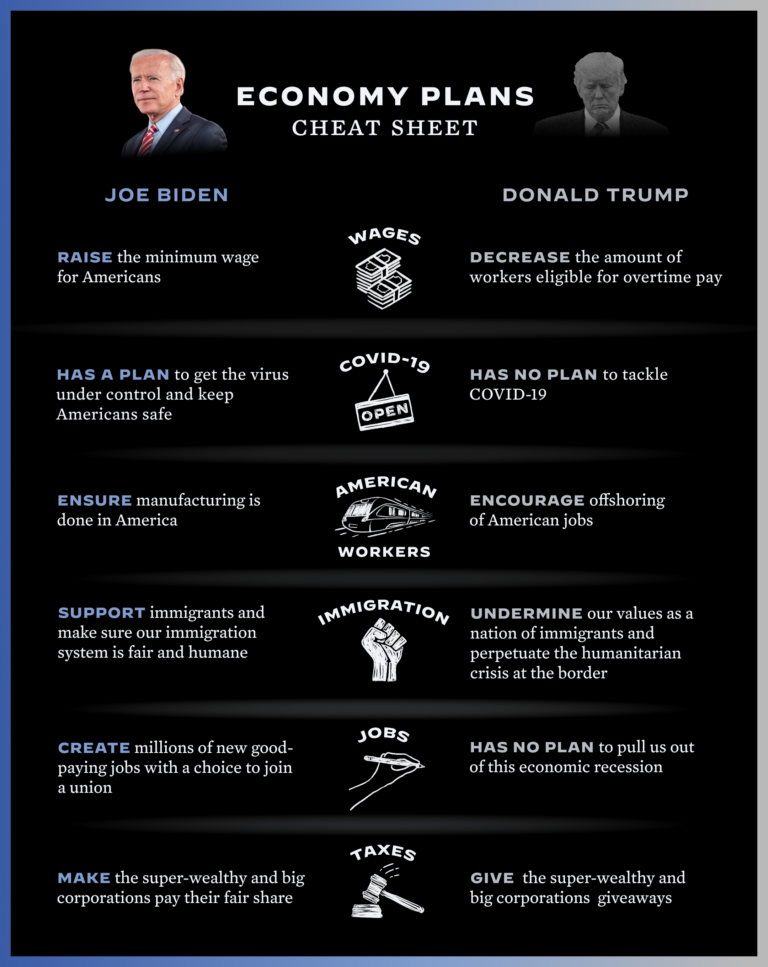 ECONOMY PLANS
CHEAT SHEET
JOE BIDEN
DONALD TRUMP
WAGES
RAISE the minimum wage
for Americans
DECREASE the amount of
workers eligible for overtime pay
COVID-19
OPEN
HAS A PLAN to get the virus
under control and keep
Americans safe
HAS NO PLAN to tackle
COVID-19
AMERICAN
WORKERS
ENSURE manufacturing is
done in America
ENCOURAGE offshoring
of American jobs
IMMIGRATION
SUPPORT immigrants and
make sure our immigration
system is fair and humane
UNDERMINE our values as a
nation of immigrants and
perpetuate the humanitarian
crisis at the border
JOBS
CREATE millions of new good-
paying jobs with a choice to join
a union
HAS NO PLAN to pull us out
of this economic recession
TAXES
MAKE the super-wealthy and big
corporations pay their fair share
GIVE the super-wealthy and
big corporations giveaways